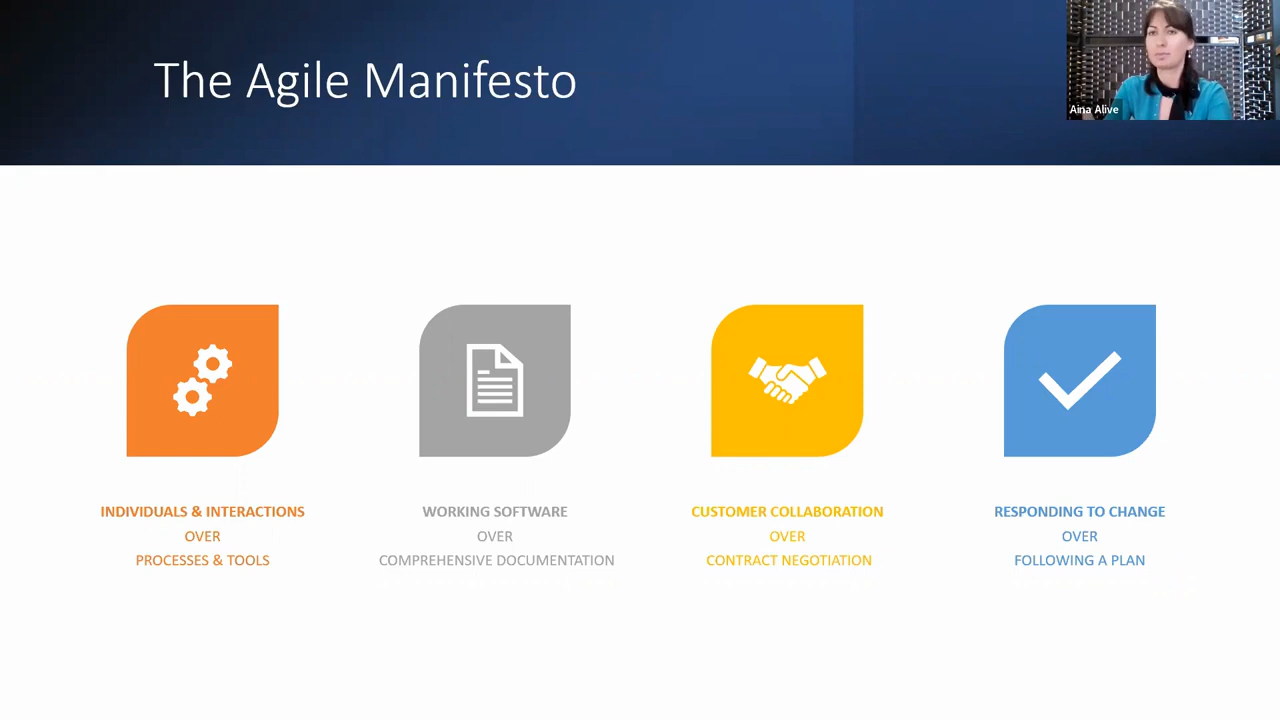 The Agile Manifesto
Aina Alive
INDIVIDUALS & INTERACTIONS
OVER
PROCESSES & TOOLS
WORKING SOFTWARE
OVER
COMPREHENSIVE DOCUMENTATION
CUSTOMER COLLABORATION
OVER
CONTRACT NEGOTIATION
RESPONDING TO CHANGE
OVER
FOLLOWING A PLAN